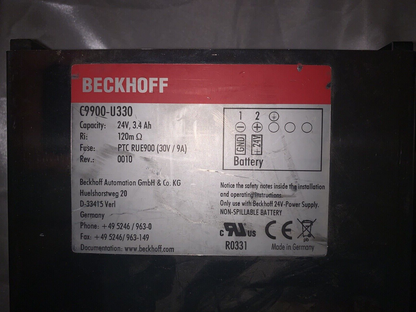 BECKHOFF
C9900-U330
Capacity: 24V, 3.4 Ah
Ri: 120m Ω
Fuse: PTC RUE900 (30V / 9A)
Rev.: 0010
Beckhoff Automation GmbH & Co. KG
Huelshorstweg 20
D-33415 Verl
Germany
Phone: +49 5246/963-0
Fax: +49 5246/963-149
Documentation: www.beckhoff.com
1 2
GND +24V
Battery
Notice the safety notes inside the installation
and operating instructions.
Only use with Beckhoff 24V-Power Supply.
NON-SPILLABLE BATTERY
c RU us CE
R0331 Made in Germany